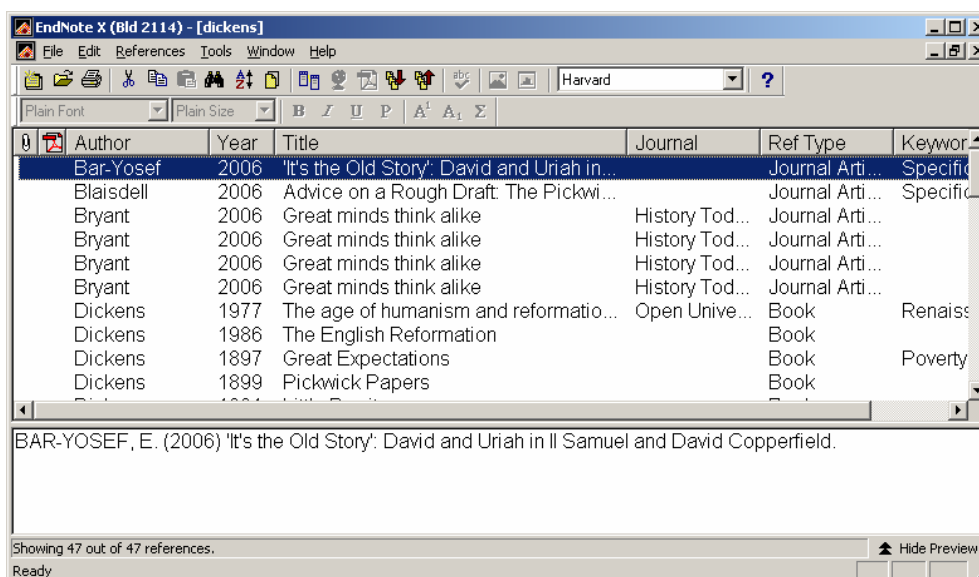 EndNote X (Bld 2114) - [dickens]
File Edit References Tools Window Help
abc Harvard ?
Plain Font Plain Size B I U P A1 A1 Σ
Author Year Title Journal Ref Type Keywor
Bar-Yosef 2006 'It's the Old Story': David and Uriah in... Journal Arti... Specific
Blaisdell 2006 Advice on a Rough Draft: The Pickwi... Journal Arti... Specific
Bryant 2006 Great minds think alike History Tod... Journal Arti...
Bryant 2006 Great minds think alike History Tod... Journal Arti...
Bryant 2006 Great minds think alike History Tod... Journal Arti...
Bryant 2006 Great minds think alike History Tod... Journal Arti...
Dickens 1977 The age of humanism and reformatio... Open Unive... Book Renaiss
Dickens 1986 The English Reformation Book
Dickens 1897 Great Expectations Book Poverty
Dickens 1899 Pickwick Papers Book
BAR-YOSEF, E. (2006) 'It's the Old Story': David and Uriah in II Samuel and David Copperfield.
Showing 47 out of 47 references. Hide Preview
Ready